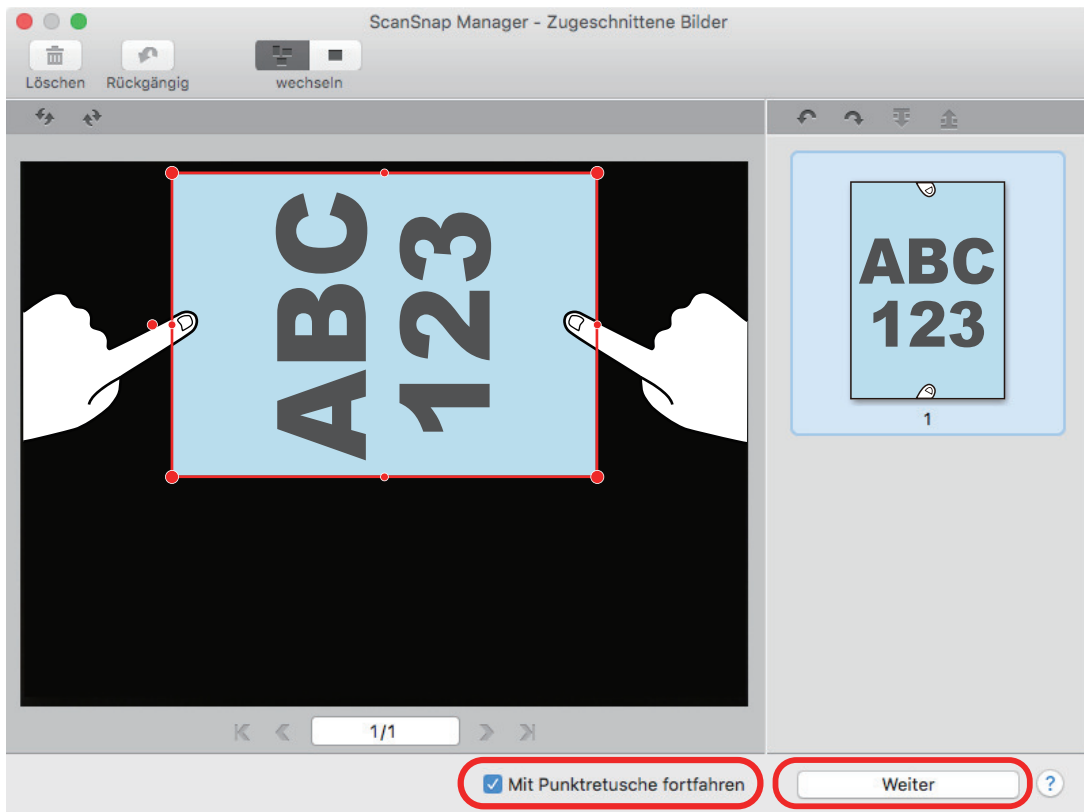 ScanSnap Manager - Zugeschnittene Bilder
Löschen Rückgängig wechseln
ABC
123
ABC
123
1
1/1
Mit Punktretusche fortfahren Weiter ?